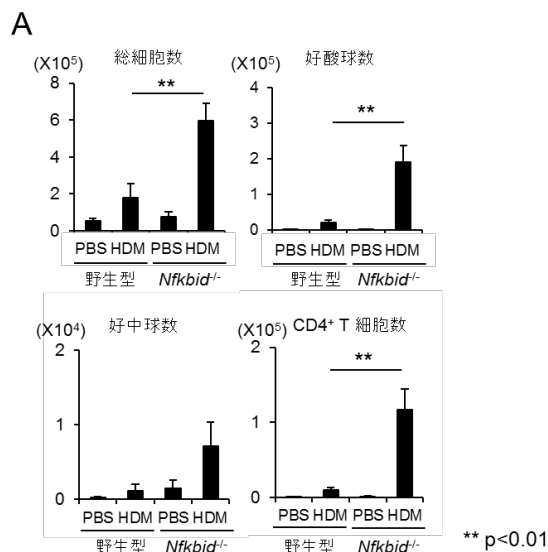 A
総細胞数
(X10⁵)
8
6
4
2
0
**
PBS HDM PBS HDM
野生型 Nfkbid-/-
好酸球数
(X10⁵)
4
3
2
1
0
**
PBS HDM PBS HDM
野生型 Nfkbid-/-
好中球数
(X10⁴)
2
1
0
PBS HDM PBS HDM
野生型 Nfkbid-/-
CD4⁺ T 細胞数
(X10⁵)
2
1
0
**
PBS HDM PBS HDM
野生型 Nfkbid-/-
** p<0.01